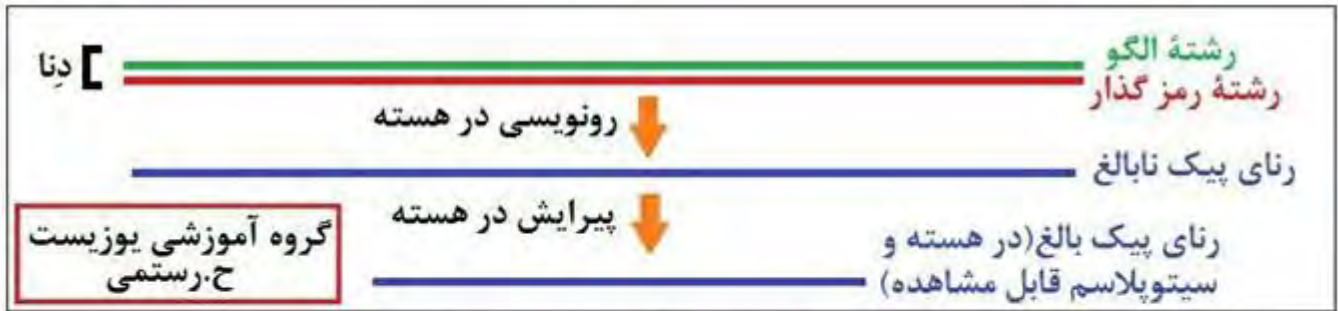 رشتهٔ الگو
رشتهٔ رمز گذار
دِنا
رونویسی در هسته
رنای پیک نابالغ
پیرایش در هسته
رنای پیک بالغ(در هسته و
سیتوپلاسم قابل مشاهده)
گروه آموزشی یوزیست
ح.رستمی